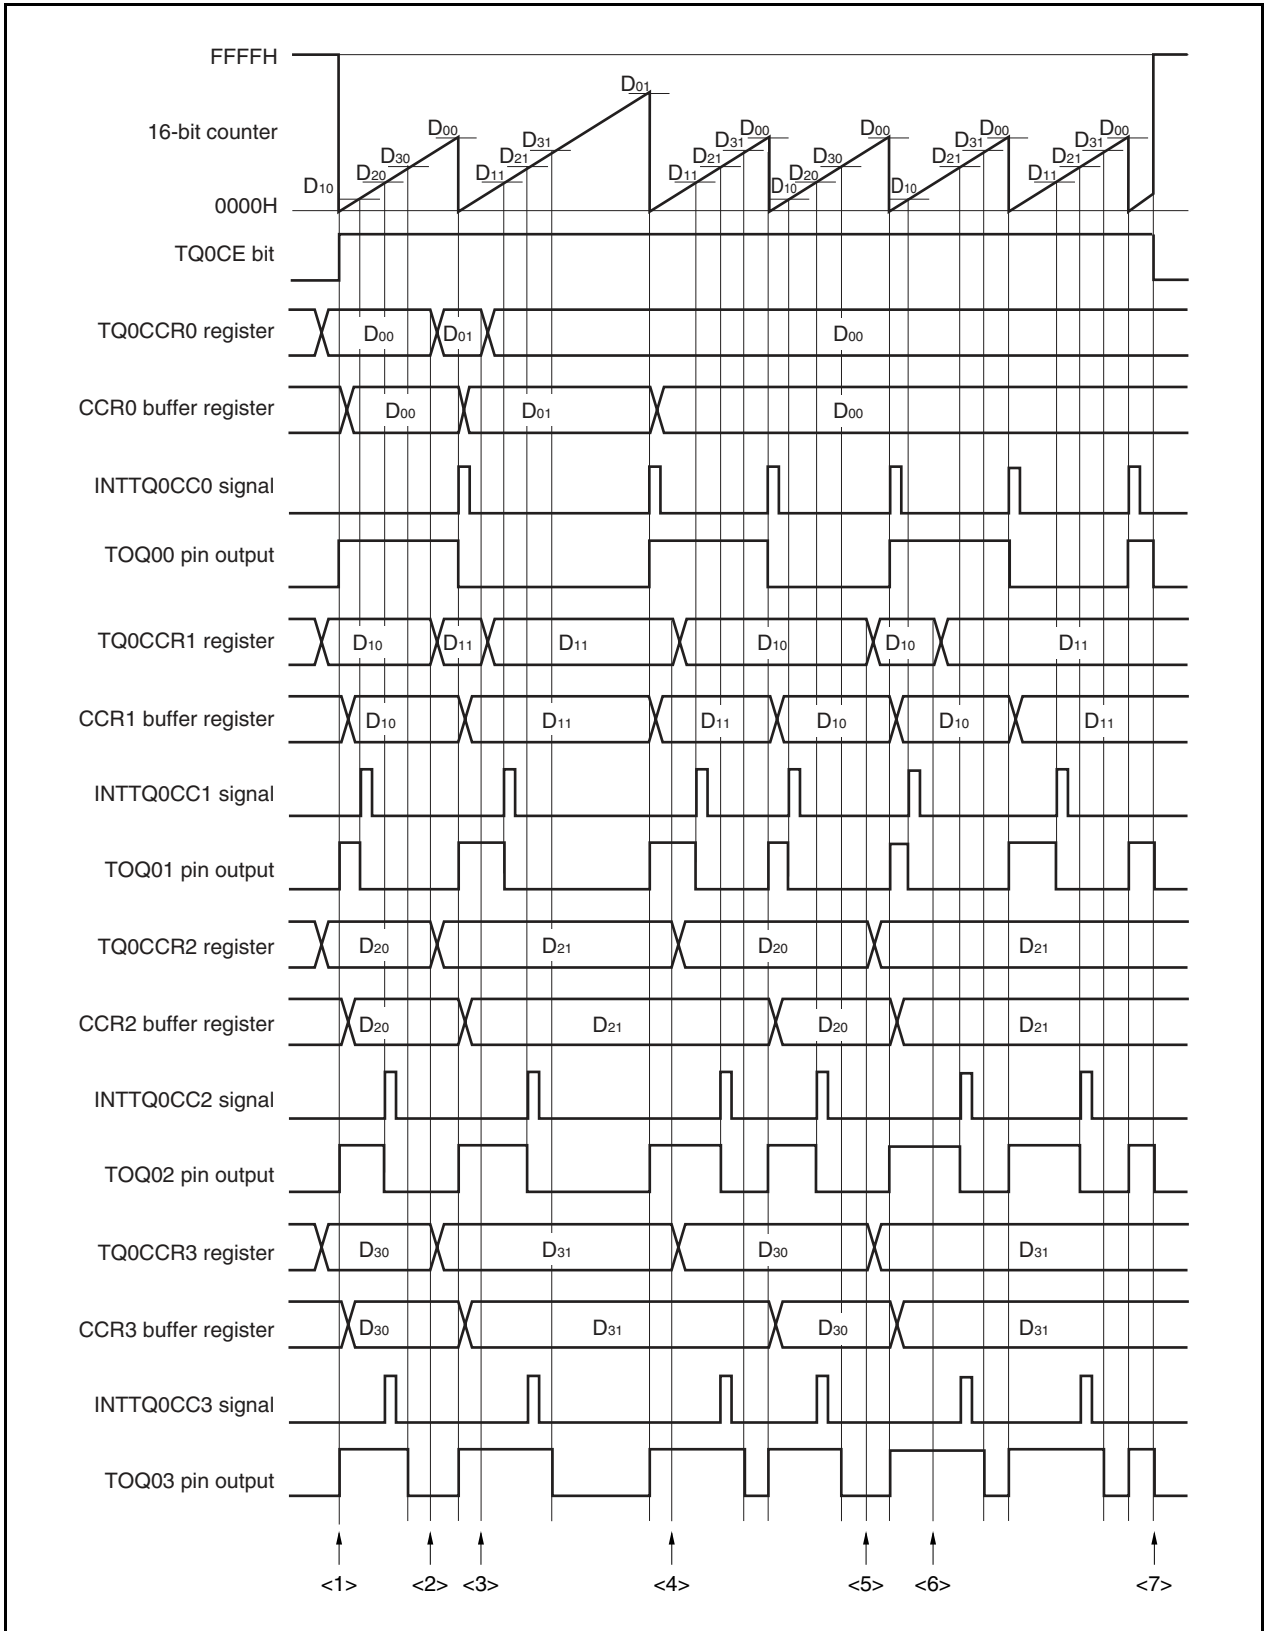 FFFFH
16-bit counter
0000H
D10 D20 D30 D00 D11 D21 D31 D01 D11 D21 D31 D00 D10 D20 D30 D00 D10 D21 D31 D00 D11 D21 D31 D00
TQ0CE bit
TQ0CCR0 register D00 D01 D00
CCR0 buffer register D00 D01 D00
INTTQ0CC0 signal
TOQ00 pin output
TQ0CCR1 register D10 D11 D11 D10 D10 D11
CCR1 buffer register D10 D11 D11 D10 D10 D11
INTTQ0CC1 signal
TOQ01 pin output
TQ0CCR2 register D20 D21 D20 D21
CCR2 buffer register D20 D21 D20 D21
INTTQ0CC2 signal
TOQ02 pin output
TQ0CCR3 register D30 D31 D30 D31
CCR3 buffer register D30 D31 D30 D31
INTTQ0CC3 signal
TOQ03 pin output
<1> <2> <3> <4> <5> <6> <7>